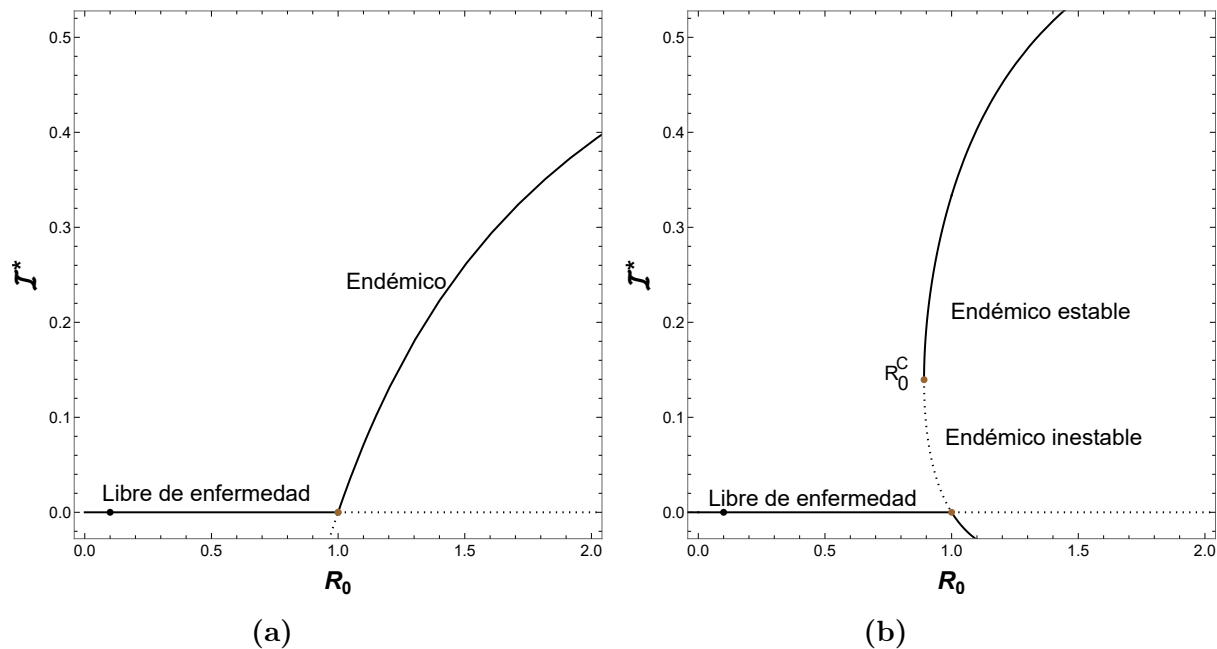 0.5
0.4
0.3
0.2
0.1
0.0
I*
Endémico
Libre de enfermedad
0.0 0.5 1.0 1.5 2.0
R0
(a)
0.5
0.4
0.3
0.2
0.1
0.0
I*
Endémico estable
R0C
Endémico inestable
Libre de enfermedad
0.0 0.5 1.0 1.5 2.0
R0
(b)